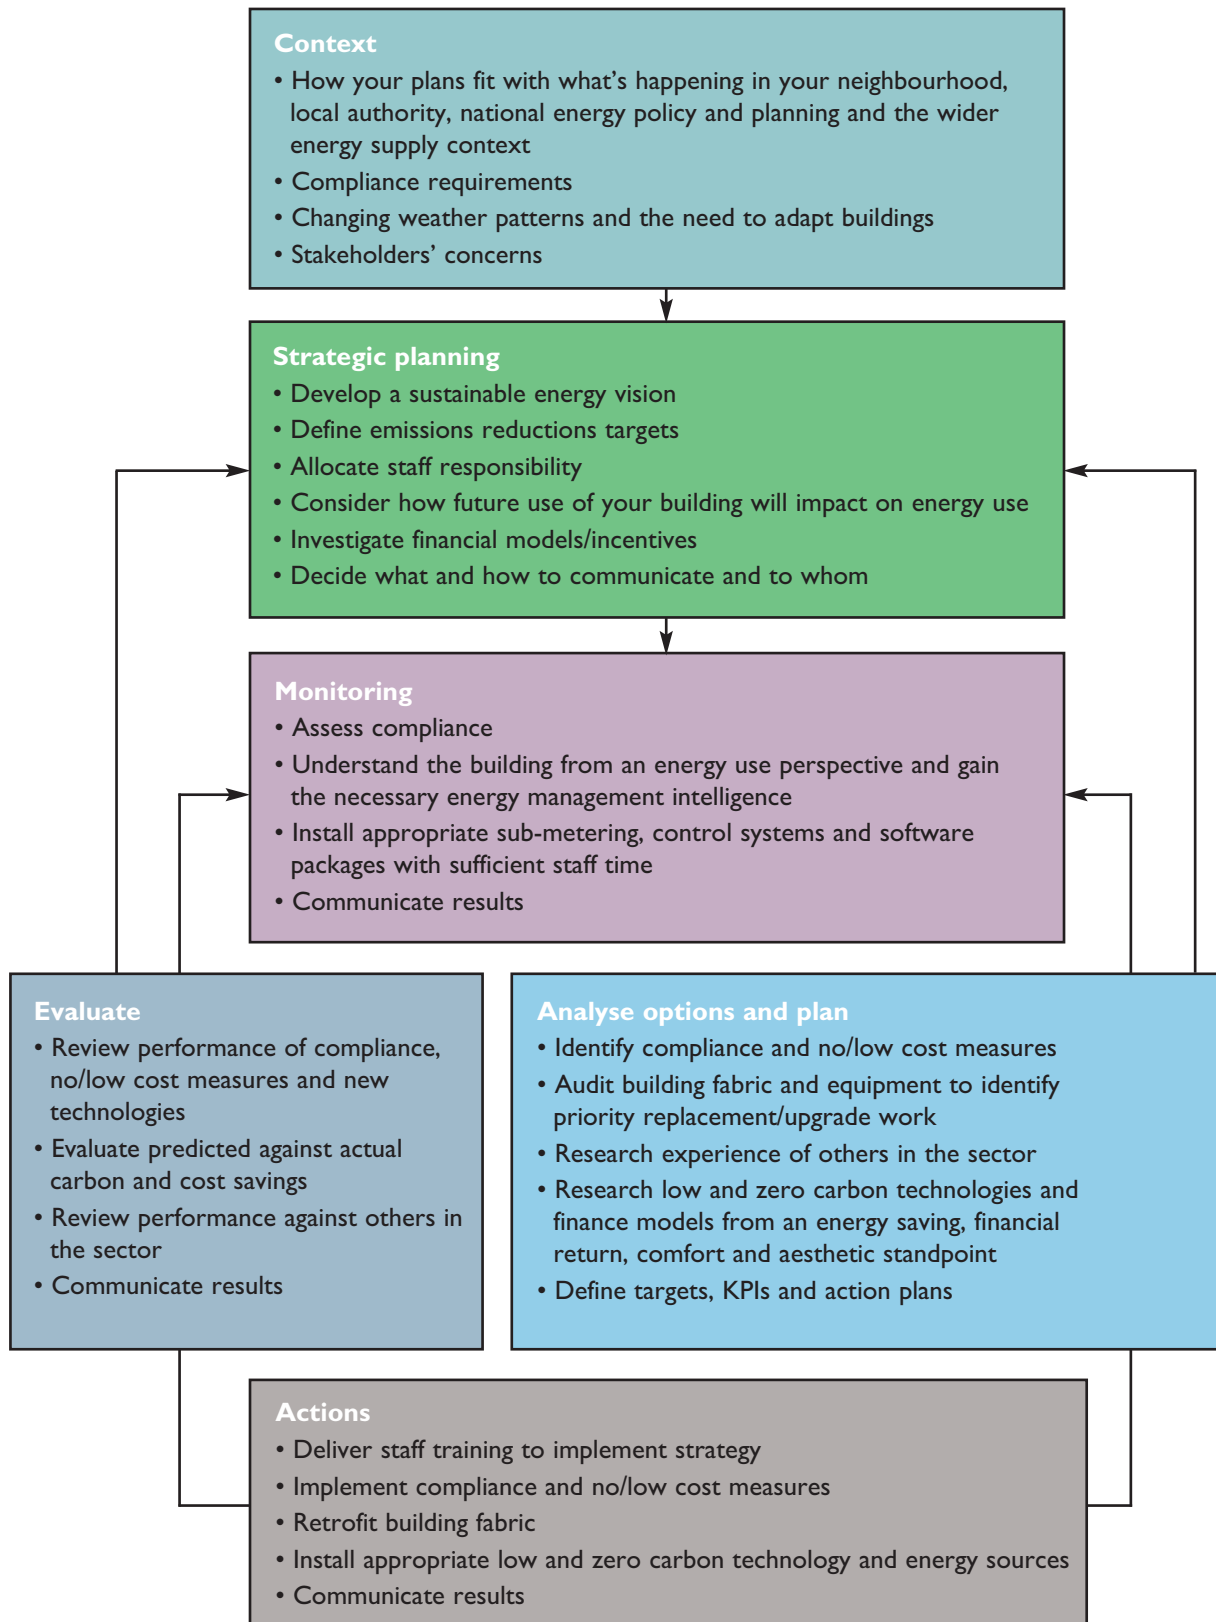 Context
• How your plans fit with what's happening in your neighbourhood,
local authority, national energy policy and planning and the wider
energy supply context
• Compliance requirements
• Changing weather patterns and the need to adapt buildings
• Stakeholders’ concerns
Strategic planning
• Develop a sustainable energy vision
• Define emissions reductions targets
• Allocate staff responsibility
• Consider how future use of your building will impact on energy use
• Investigate financial models/incentives
• Decide what and how to communicate and to whom
Monitoring
• Assess compliance
• Understand the building from an energy use perspective and gain
the necessary energy management intelligence
• Install appropriate sub-metering, control systems and software
packages with sufficient staff time
• Communicate results
Evaluate
• Review performance of compliance,
no/low cost measures and new
technologies
• Evaluate predicted against actual
carbon and cost savings
• Review performance against others in
the sector
• Communicate results
Analyse options and plan
• Identify compliance and no/low cost measures
• Audit building fabric and equipment to identify
priority replacement/upgrade work
• Research experience of others in the sector
• Research low and zero carbon technologies and
finance models from an energy saving, financial
return, comfort and aesthetic standpoint
• Define targets, KPIs and action plans
Actions
• Deliver staff training to implement strategy
• Implement compliance and no/low cost measures
• Retrofit building fabric
• Install appropriate low and zero carbon technology and energy sources
• Communicate results